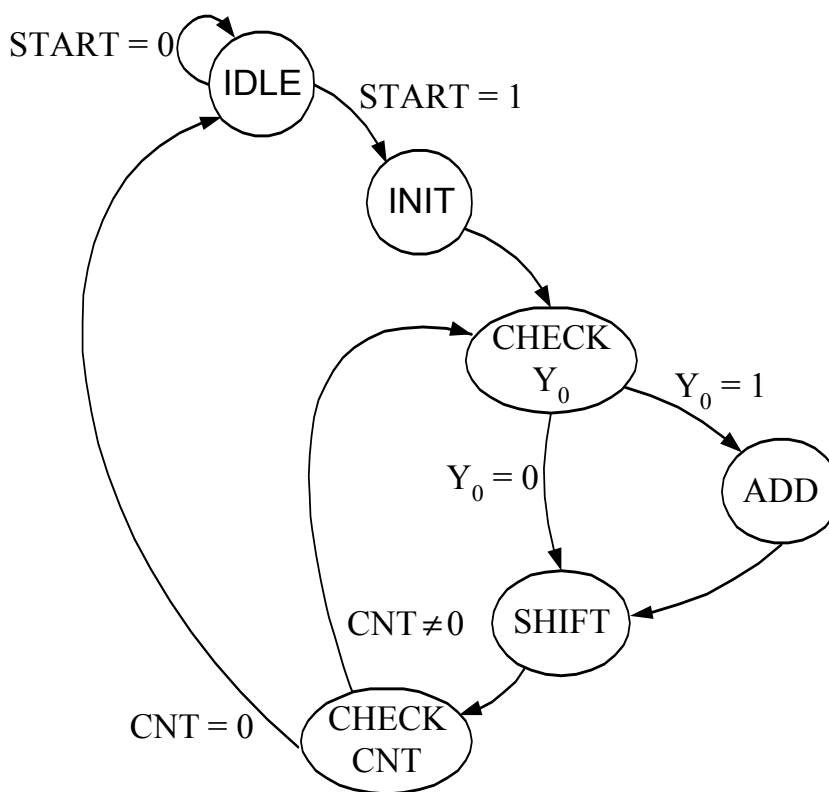 START = 0
IDLE
START = 1
INIT
CHECK
Y₀
Y₀ = 1
Y₀ = 0
ADD
SHIFT
CNT ≠ 0
CNT = 0
CHECK
CNT